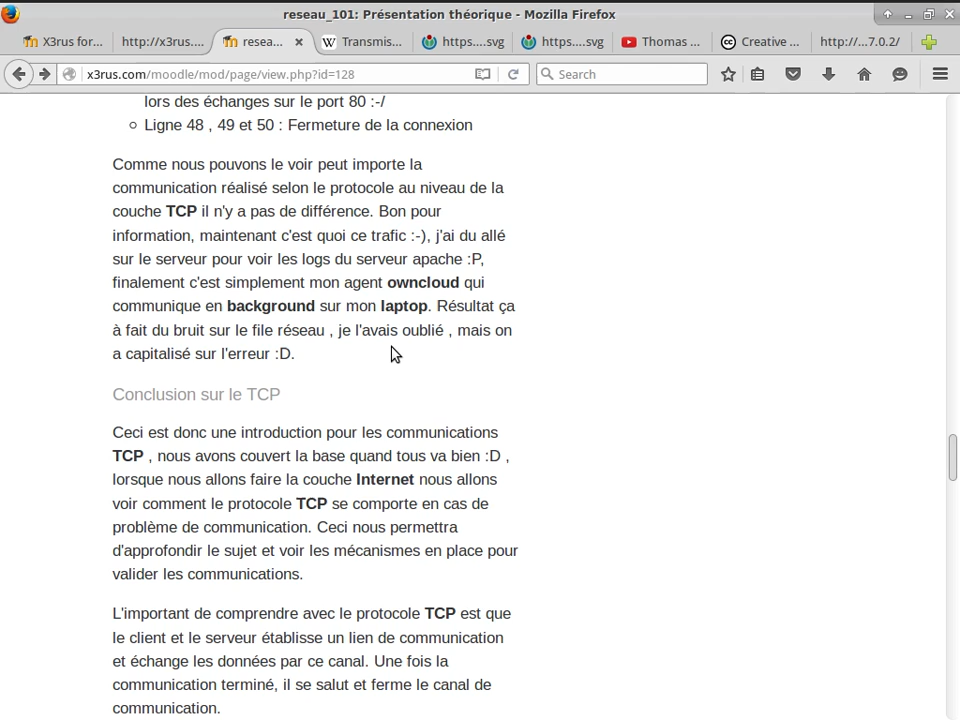 reseau_101: Présentation théorique - Mozilla Firefox
X3rus for...
http://x3rus....
resea...
W Transmis...
https....svg
https....svg
Thomas ...
cc Creative ...
http://...7.0.2/
x3rus.com/moodle/mod/page/view.php?id=128
Search
lors des échanges sur le port 80 :-/
Ligne 48 , 49 et 50 : Fermeture de la connexion
Comme nous pouvons le voir peut importe la
communication réalisé selon le protocole au niveau de la
couche TCP il n'y a pas de différence. Bon pour
information, maintenant c'est quoi ce trafic :-), j'ai du allé
sur le serveur pour voir les logs du serveur apache :P,
finalement c'est simplement mon agent owncloud qui
communique en background sur mon laptop. Résultat ça
à fait du bruit sur le file réseau , je l'avais oublié , mais on
a capitalisé sur l'erreur :D.
Conclusion sur le TCP
Ceci est donc une introduction pour les communications
TCP , nous avons couvert la base quand tous va bien :D ,
lorsque nous allons faire la couche Internet nous allons
voir comment le protocole TCP se comporte en cas de
problème de communication. Ceci nous permettra
d'approfondir le sujet et voir les mécanismes en place pour
valider les communications.
L'important de comprendre avec le protocole TCP est que
le client et le serveur établisse un lien de communication
et échange les données par ce canal. Une fois la
communication terminé, il se salut et ferme le canal de
communication.